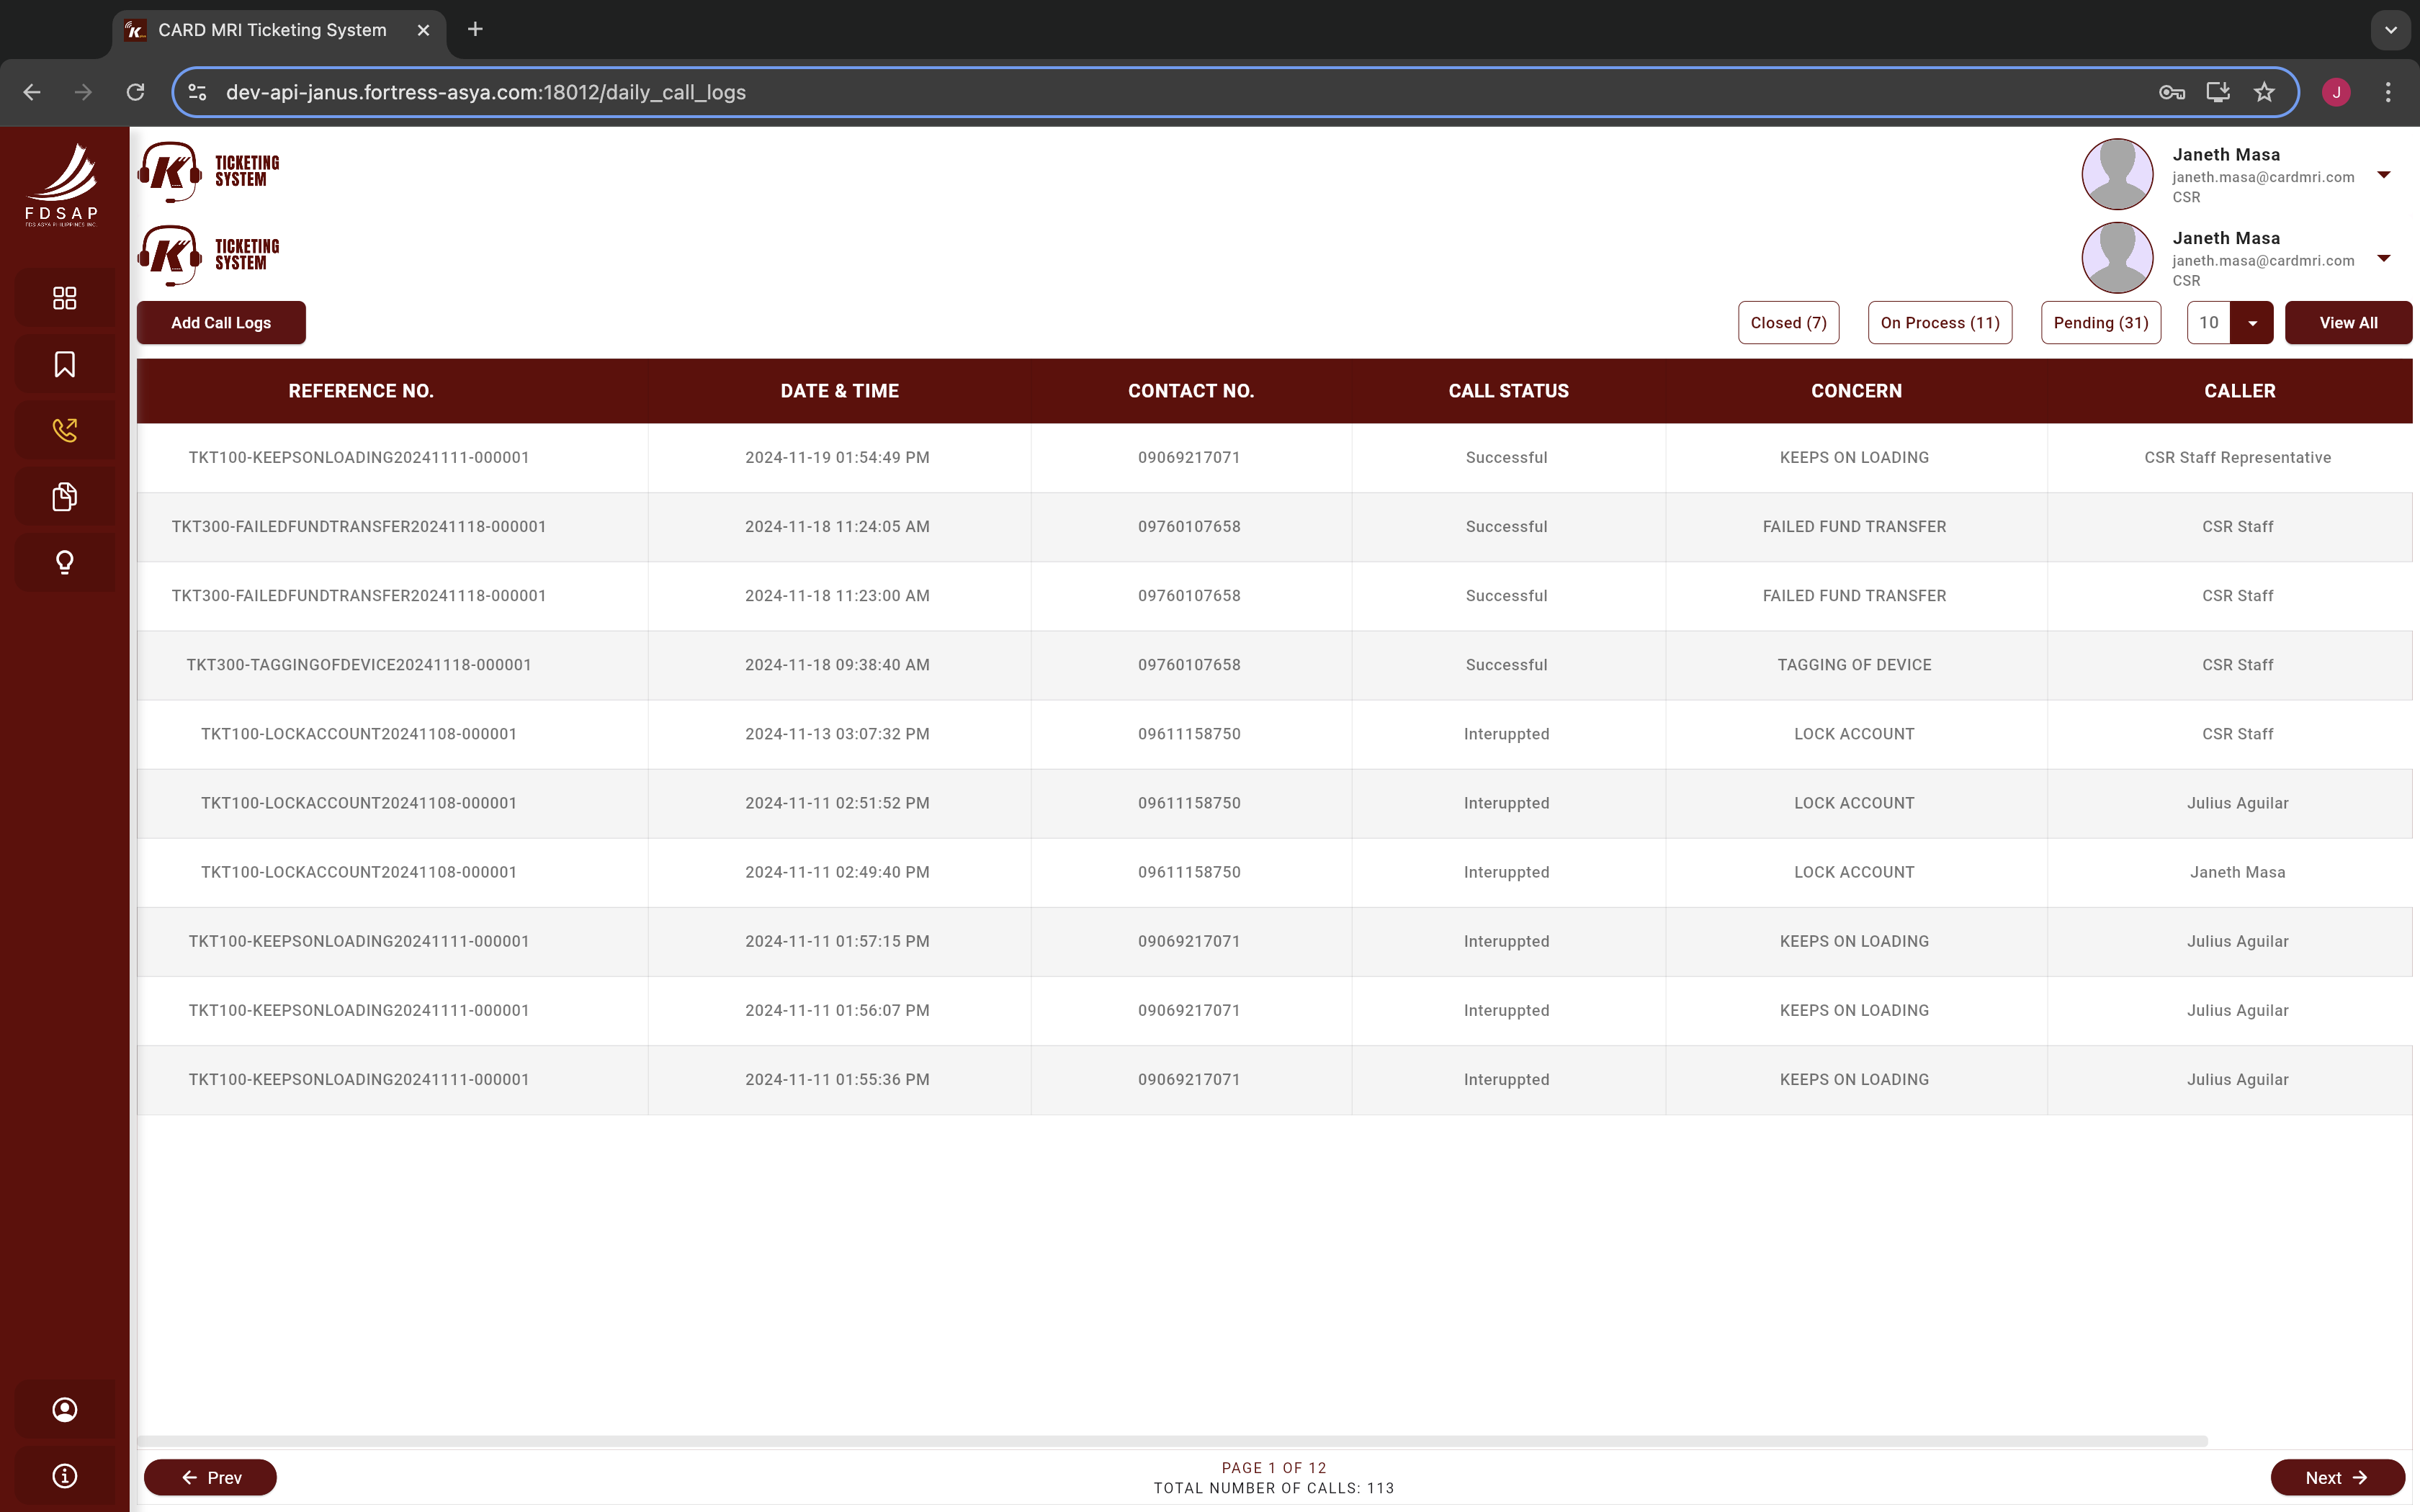 CARD MRI Ticketing System
dev-api-janus.fortress-asya.com:18012/daily_call_logs
J
FDSAP
FDS ASYA PHILIPPINES INC.
K TICKETING SYSTEM
Janeth Masa
janeth.masa@cardmri.com
CSR
K TICKETING SYSTEM
Janeth Masa
janeth.masa@cardmri.com
CSR
Add Call Logs Closed (7) On Process (11) Pending (31) 10 View All
REFERENCE NO. DATE & TIME CONTACT NO. CALL STATUS CONCERN CALLER
TKT100-KEEPSONLOADING20241111-000001 2024-11-19 01:54:49 PM 09069217071 Successful KEEPS ON LOADING CSR Staff Representative
TKT300-FAILEDFUNDTRANSFER20241118-000001 2024-11-18 11:24:05 AM 09760107658 Successful FAILED FUND TRANSFER CSR Staff
TKT300-FAILEDFUNDTRANSFER20241118-000001 2024-11-18 11:23:00 AM 09760107658 Successful FAILED FUND TRANSFER CSR Staff
TKT300-TAGGINGOFDEVICE20241118-000001 2024-11-18 09:38:40 AM 09760107658 Successful TAGGING OF DEVICE CSR Staff
TKT100-LOCKACCOUNT20241108-000001 2024-11-13 03:07:32 PM 09611158750 Interuppted LOCK ACCOUNT CSR Staff
TKT100-LOCKACCOUNT20241108-000001 2024-11-11 02:51:52 PM 09611158750 Interuppted LOCK ACCOUNT Julius Aguilar
TKT100-LOCKACCOUNT20241108-000001 2024-11-11 02:49:40 PM 09611158750 Interuppted LOCK ACCOUNT Janeth Masa
TKT100-KEEPSONLOADING20241111-000001 2024-11-11 01:57:15 PM 09069217071 Interuppted KEEPS ON LOADING Julius Aguilar
TKT100-KEEPSONLOADING20241111-000001 2024-11-11 01:56:07 PM 09069217071 Interuppted KEEPS ON LOADING Julius Aguilar
TKT100-KEEPSONLOADING20241111-000001 2024-11-11 01:55:36 PM 09069217071 Interuppted KEEPS ON LOADING Julius Aguilar
Prev PAGE 1 OF 12 Next
TOTAL NUMBER OF CALLS: 113